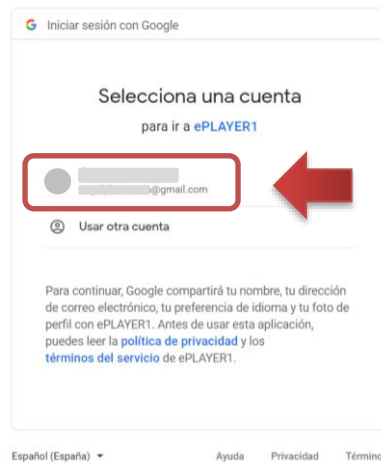 Iniciar sesión con Google
Selecciona una cuenta
para ir a ePLAYER1
@gmail.com
Usar otra cuenta
Para continuar, Google compartirá tu nombre, tu dirección
de correo electrónico, tu preferencia de idioma y tu foto de
perfil con ePLAYER1. Antes de usar esta aplicación,
puedes leer la política de privacidad y los
términos del servicio de ePLAYER1.
Español (España) Ayuda Privacidad Término